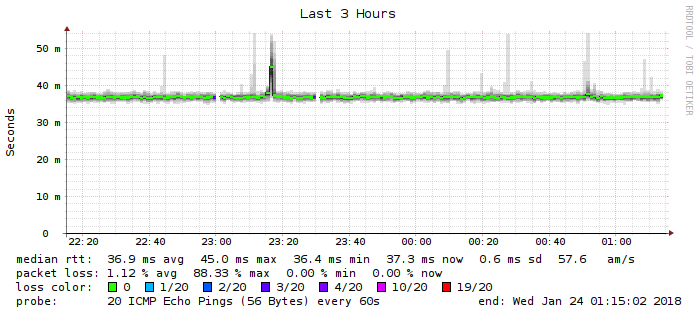 Last 3 Hours
RRDTOOL / TOBI OETIKER
Seconds
50 m
40 m
30 m
20 m
10 m
0
22:20 22:40 23:00 23:20 23:40 00:00 00:20 00:40 01:00
median rtt: 36.9 ms avg 45.0 ms max 36.4 ms min 37.3 ms now 0.6 ms sd 57.6 am/s
packet loss: 1.12 % avg 88.33 % max 0.00 % min 0.00 % now
loss color: 0 1/20 2/20 3/20 4/20 10/20 19/20
probe: 20 ICMP Echo Pings (56 Bytes) every 60s end: Wed Jan 24 01:15:02 2018